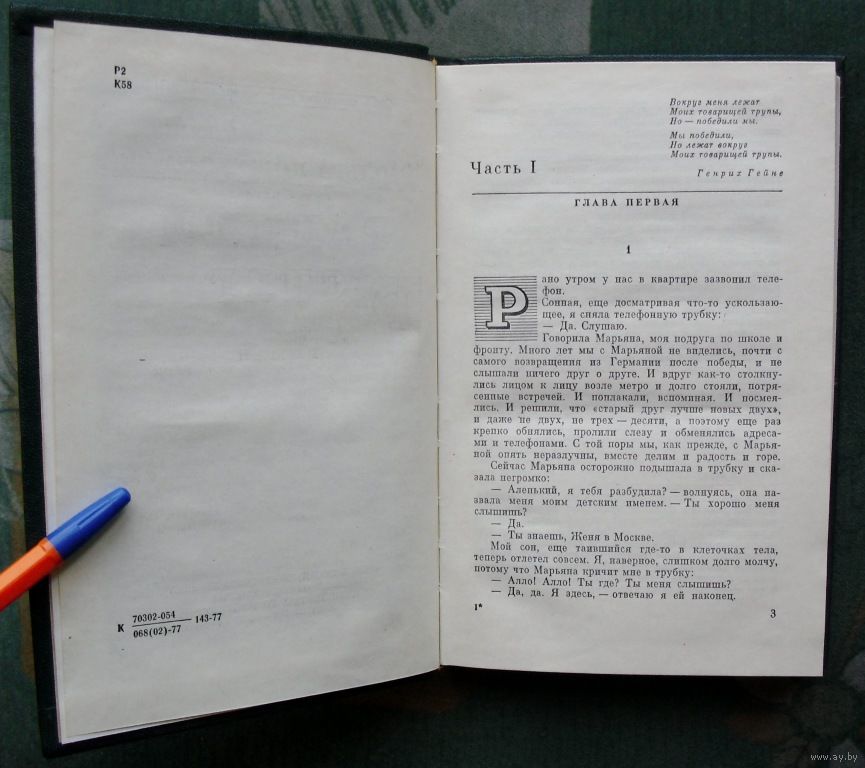 Р2
К58
К 70302-054 143-77
068(02)-77
Вокруг меня лежат
Моих товарищей трупы,
Но — победили мы.
Мы победили,
Но лежат вокруг
Моих товарищей трупы.
Генрих Гейне
Часть I
ГЛАВА ПЕРВАЯ
1
Рано утром у нас в квартире зазвонил теле-
фон.
Сонная, еще досматривая что-то ускользаю-
щее, я сняла телефонную трубку:
— Да. Слушаю.
Говорила Марьяна, моя подруга по школе и
фронту. Много лет мы с Марьяной не виделись, почти с
самого возвращения из Германии после победы, и не
слышали ничего друг о друге. И вдруг как-то столкну-
лись лицом к лицу возле метро и долго стояли, потря-
сенные встречей. И поплакали, вспоминая. И посмея-
лись. И решили, что «старый друг лучше новых двух»,
и даже не двух, не трех — десяти, а поэтому еще раз
крепко обнялись, пролили слезу и обменялись адреса-
ми и телефонами. С той поры мы, как прежде, с Марья-
ной опять неразлучны, вместе делим и радость и горе.
Сейчас Марьяна осторожно подышала в трубку и ска-
зала негромко:
— Аленький, я тебя разбудила? — волнуясь, она на-
звала меня моим детским именем. — Ты хорошо меня
слышишь?
— Да.
— Ты знаешь, Женя в Москве.
Мой сон, еще таившийся где-то в клеточках тела,
теперь отлетел совсем. Я, наверное, слишком долго молчу,
потому что Марьяна кричит мне в трубку:
— Алло! Алло! Ты где? Ты меня слышишь?
— Да, да. Я здесь, — отвечаю я ей наконец.
1*
3
www.ay.by